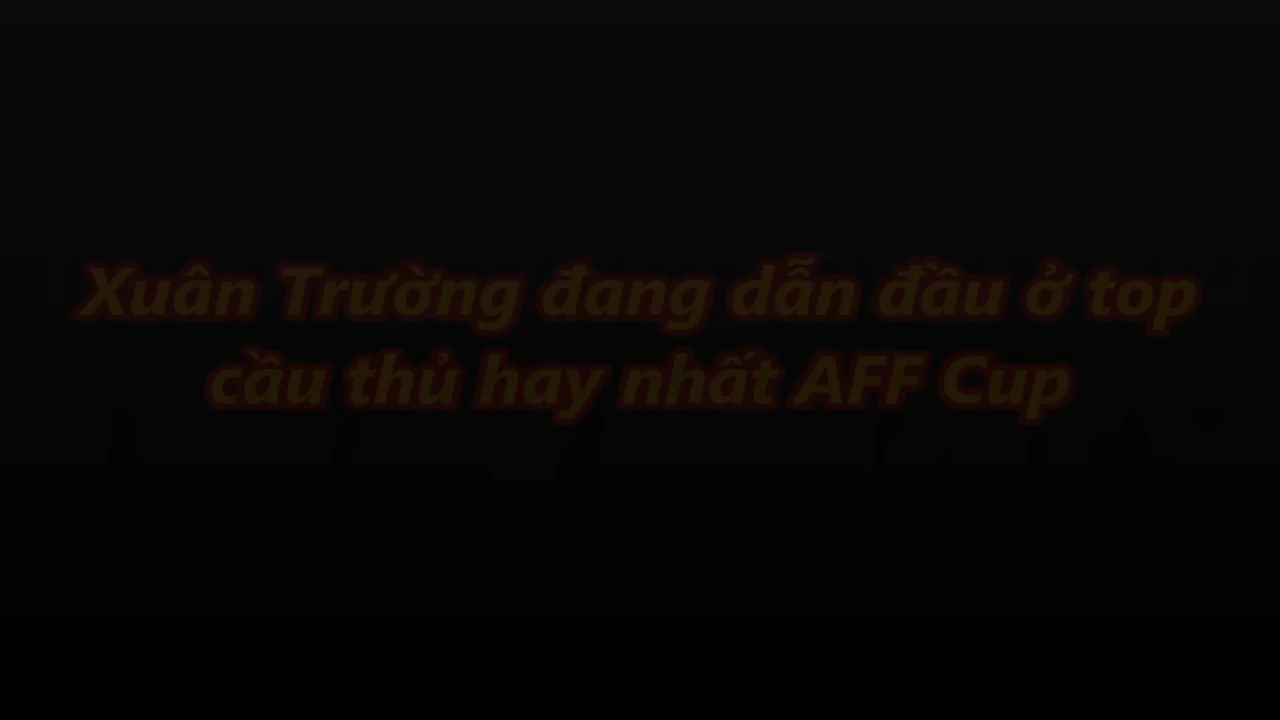 Xuân Trường đang dẫn đầu ở top
cầu thủ hay nhất AFF Cup